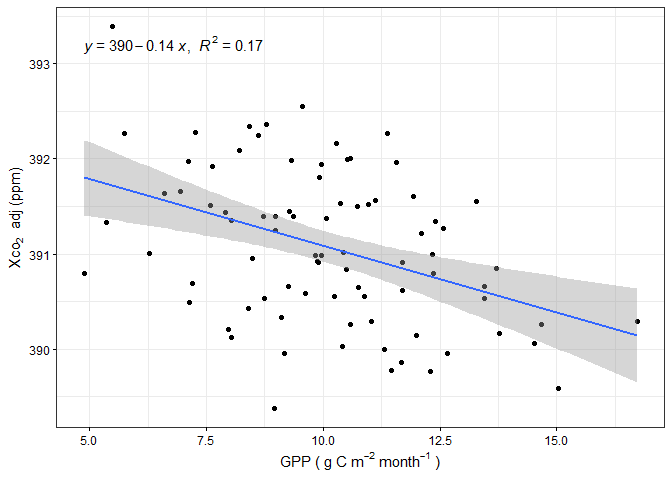 y = 390 − 0.14 x, R² = 0.17
393
392
391
390
Xco₂ adj (ppm)
5.0 7.5 10.0 12.5 15.0
GPP ( g C m⁻² month⁻¹ )